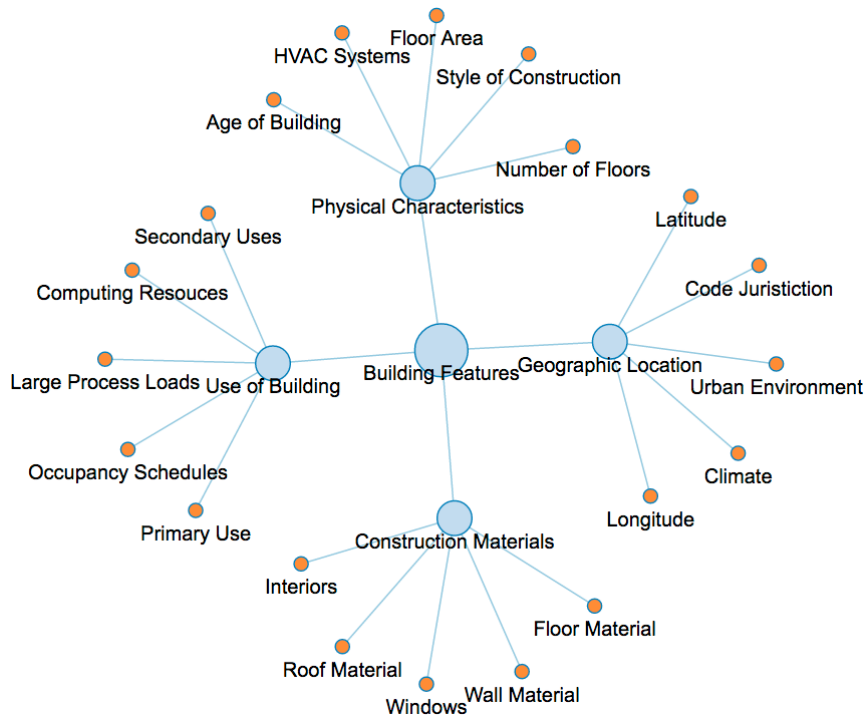 Floor Area
HVAC Systems
Style of Construction
Age of Building
Number of Floors
Physical Characteristics
Latitude
Secondary Uses
Code Juristiction
Computing Resouces
Geographic Location
Building Features
Large Process Loads
Use of Building
Urban Environment
Occupancy Schedules
Climate
Longitude
Primary Use
Construction Materials
Interiors
Floor Material
Roof Material
Wall Material
Windows